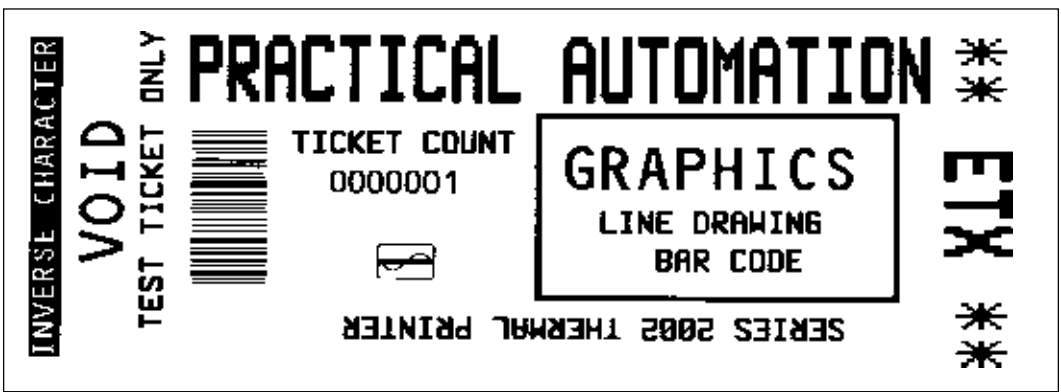 INVERSE CHARACTER
VOID
TEST TICKET ONLY
PRACTICAL AUTOMATION
TICKET COUNT
0000001
GRAPHICS
LINE DRAWING
BAR CODE
SERIES 2002 THERMAL PRINTER
** ETX **